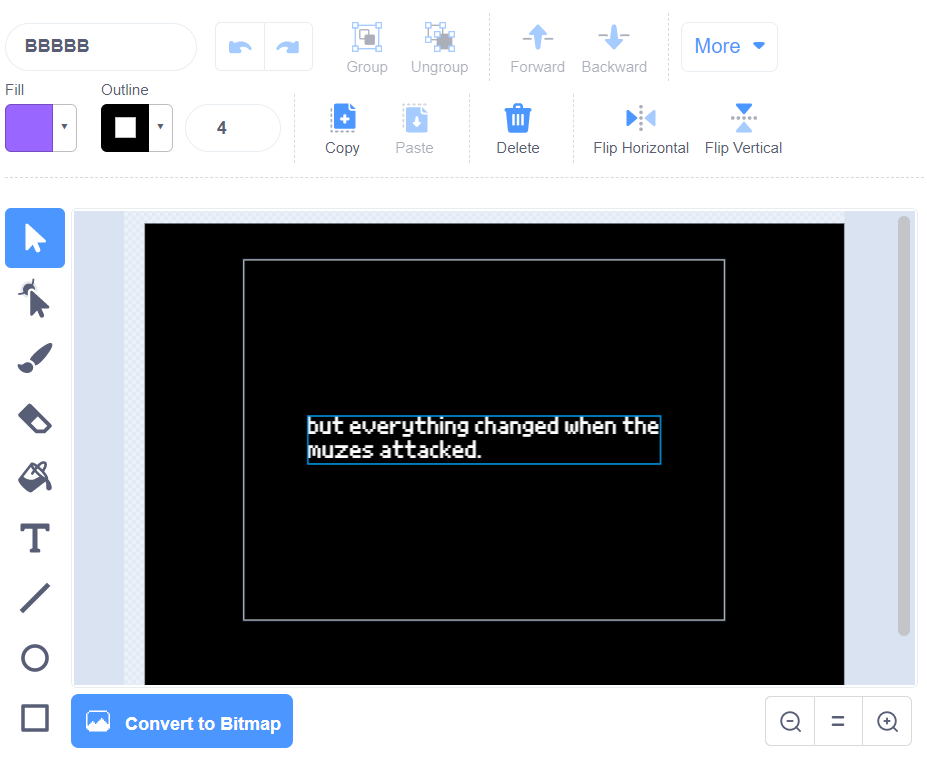 BBBBB
Group
Ungroup
Forward
Backward
More
Fill
Outline
4
Copy
Paste
Delete
Flip Horizontal
Flip Vertical
but everything changed when the
muzes attacked.
T
Convert to Bitmap